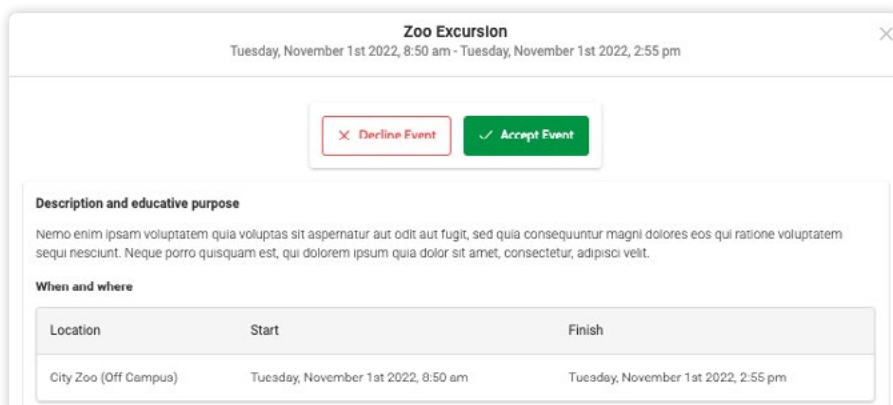 Zoo Excursion
Tuesday, November 1st 2022, 8:50 am - Tuesday, November 1st 2022, 2:55 pm
Decline Event
Accept Event
Description and educative purpose
Nemo enim ipsam voluptatem quia voluptas sit aspernatur aut odit aut fugit, sed quia consequuntur magni dolores eos qui ratione voluptatem
sequi nesciunt. Neque porro quisquam est, qui dolorem ipsum quia dolor sit amet, consectetur, adipisci velit.
When and where
Location Start Finish
City Zoo (Off Campus) Tuesday, November 1st 2022, 8:50 am Tuesday, November 1st 2022, 2:55 pm